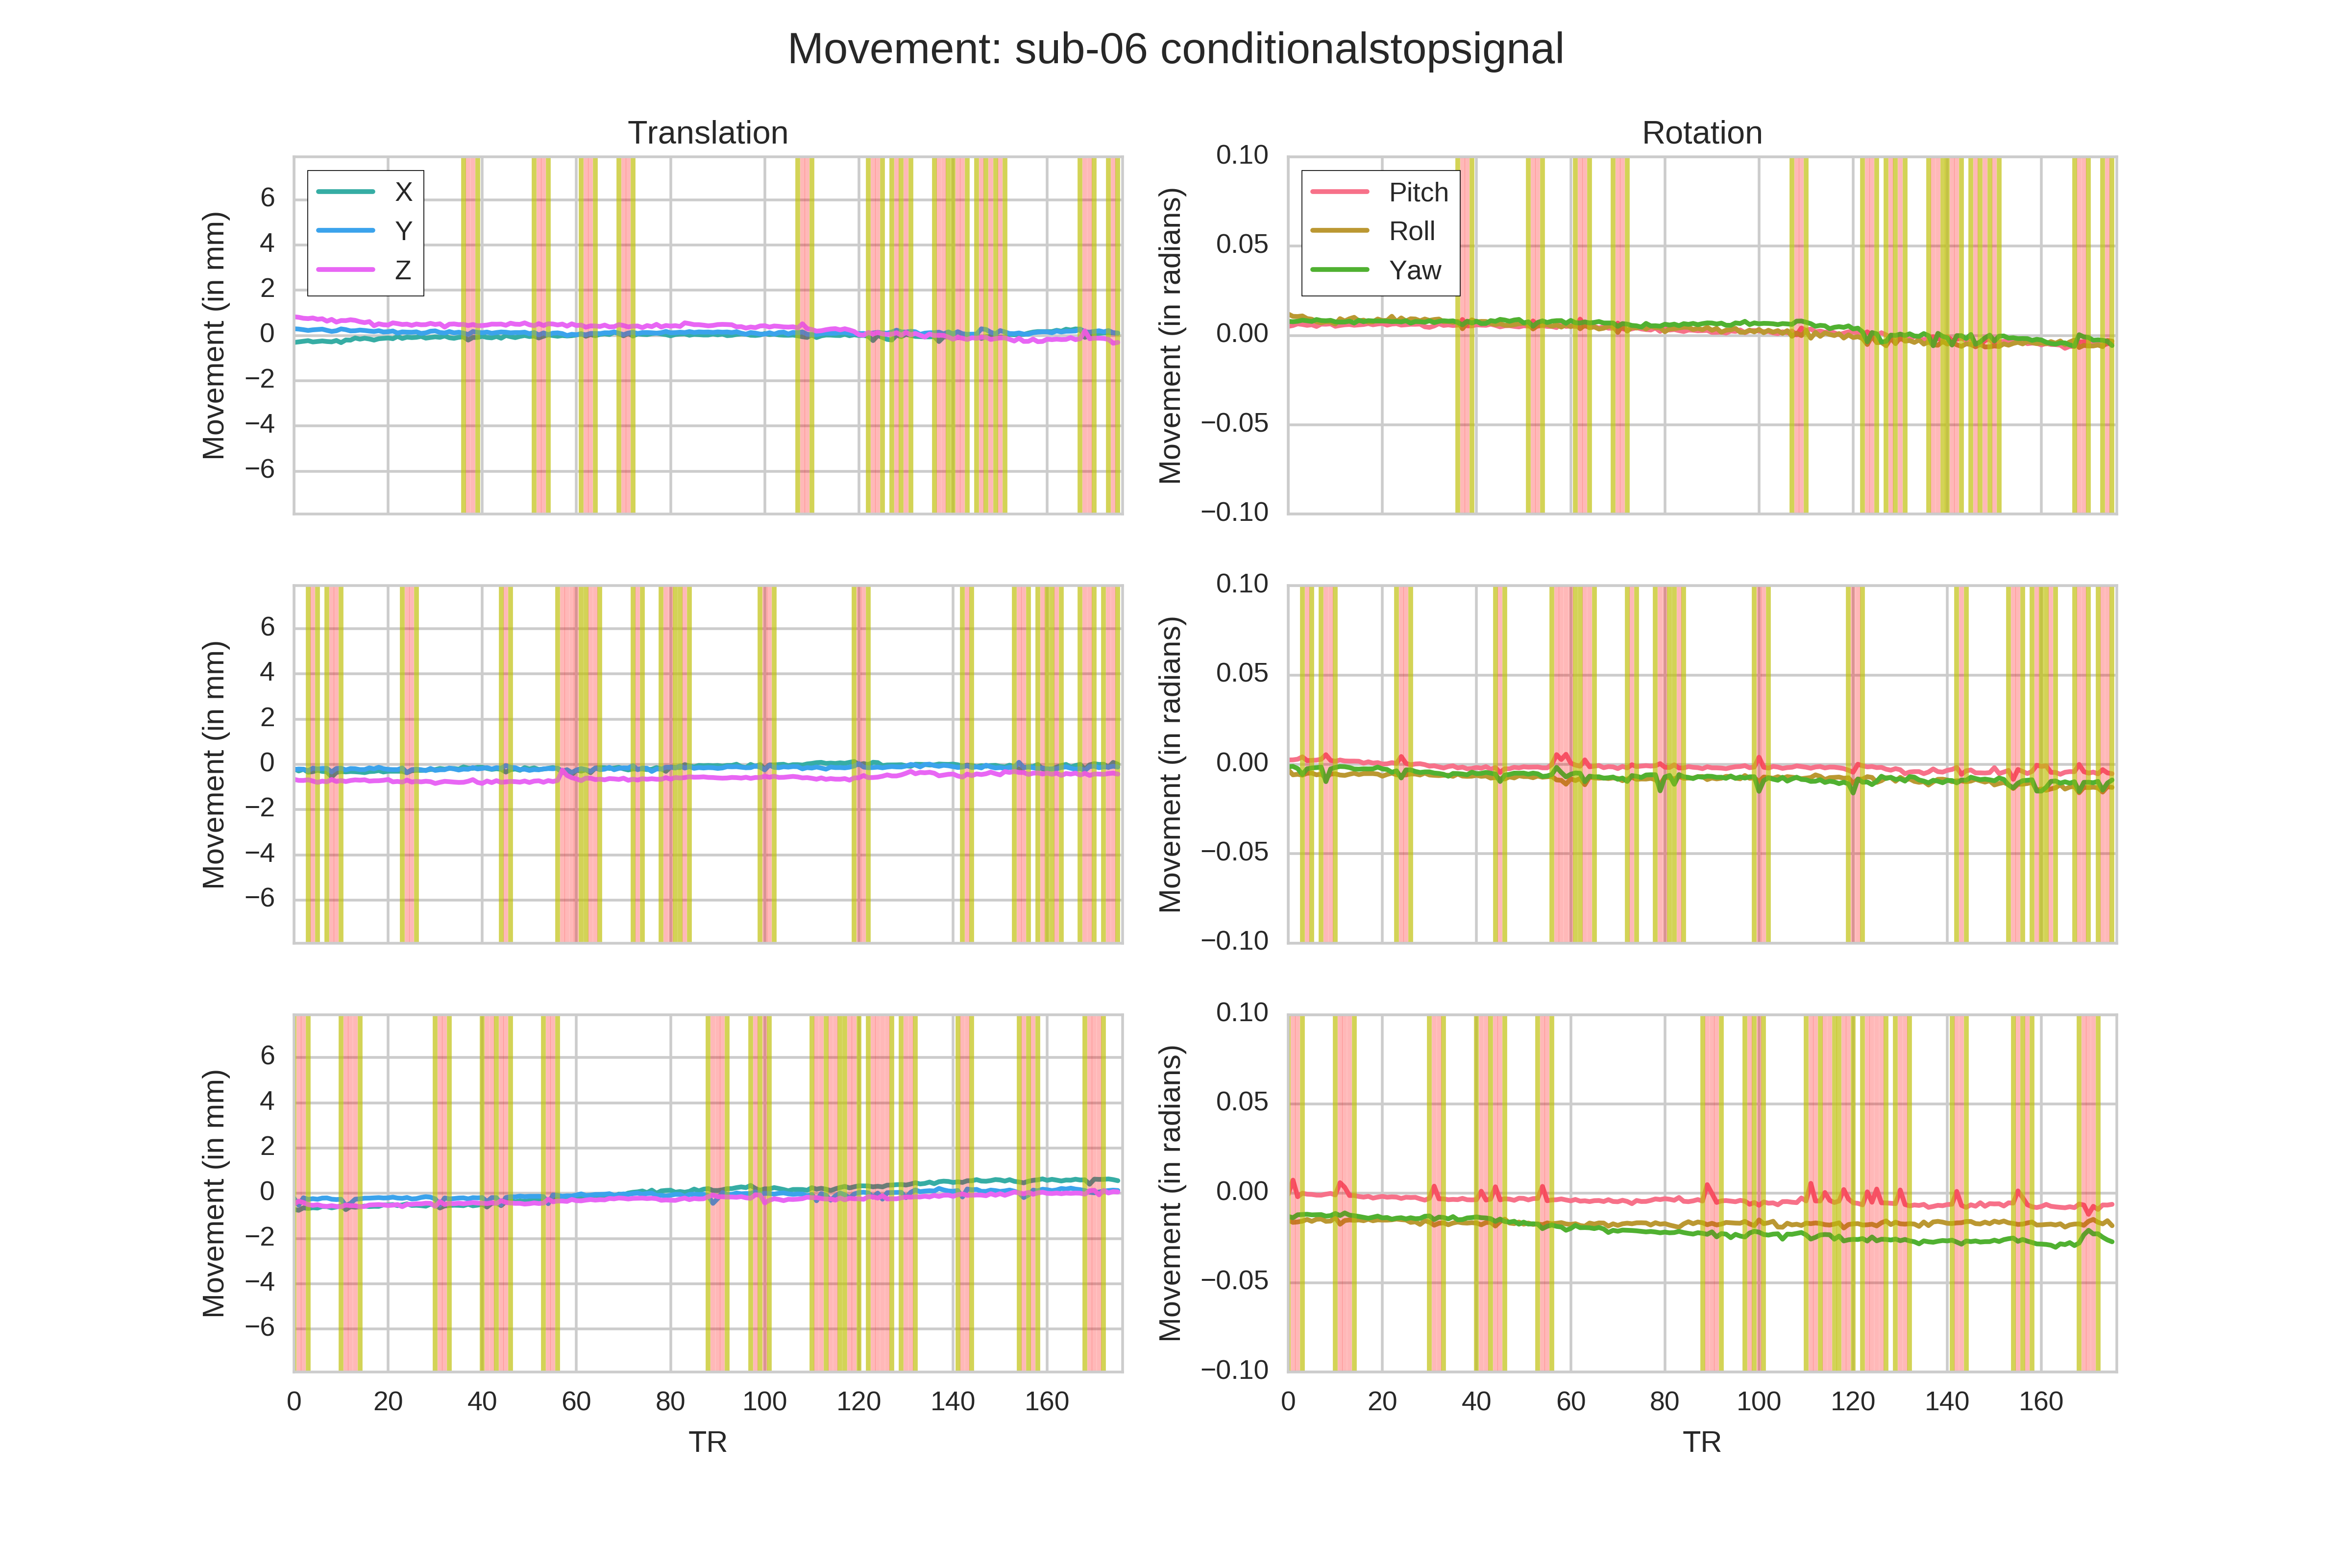 Movement: sub-06 conditionalstopsignal
Translation
Rotation
Movement (in mm)
6
4
2
0
−2
−4
−6
X
Y
Z
Movement (in radians)
0.10
0.05
0.00
−0.05
−0.10
Pitch
Roll
Yaw
Movement (in mm)
6
4
2
0
−2
−4
−6
Movement (in radians)
0.10
0.05
0.00
−0.05
−0.10
Movement (in mm)
6
4
2
0
−2
−4
−6
0 20 40 60 80 100 120 140 160
TR
Movement (in radians)
0.10
0.05
0.00
−0.05
−0.10
0 20 40 60 80 100 120 140 160
TR